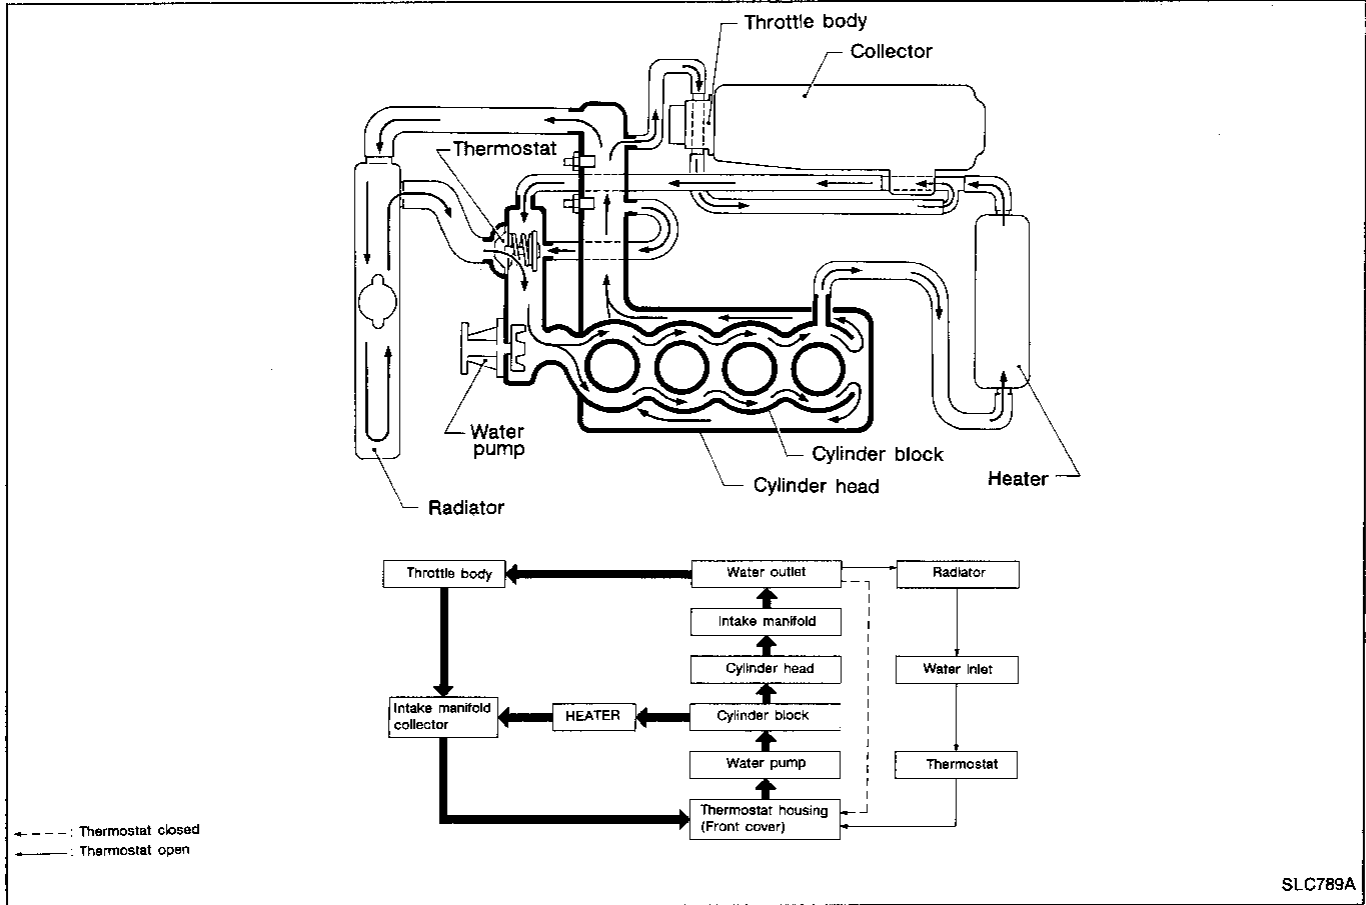 Throttle body
Collector
Thermostat
Water
pump
Cylinder block
Cylinder head
Heater
Radiator
Throttle body
Water outlet
Radiator
Intake manifold
Cylinder head
Water inlet
Intake manifold
collector
HEATER
Cylinder block
Water pump
Thermostat
Thermostat housing
(Front cover)
: Thermostat closed
: Thermostat open
SLC789A